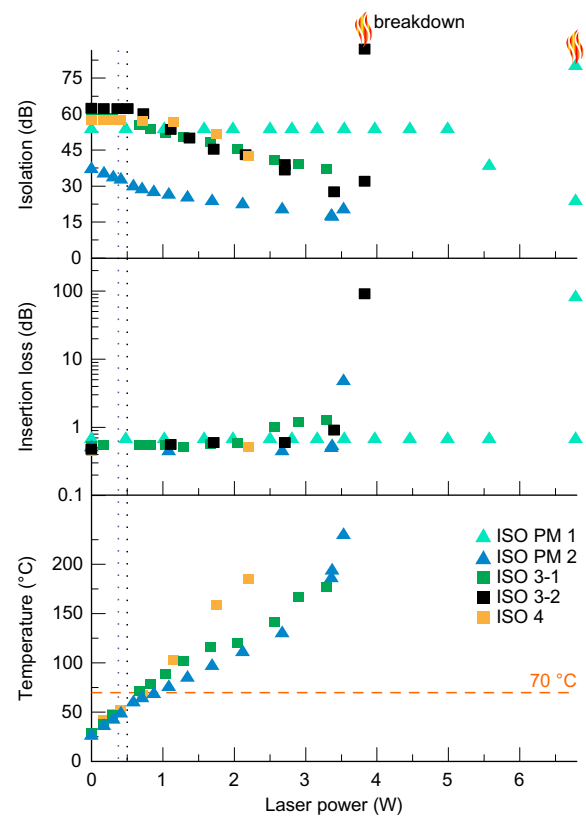 breakdown
75
60
45
30
15
0
Isolation (dB)
100
10
1
0.1
Insertion loss (dB)
200
150
100
50
0
Temperature (°C)
ISO PM 1
ISO PM 2
ISO 3-1
ISO 3-2
ISO 4
70 °C
0 1 2 3 4 5 6
Laser power (W)